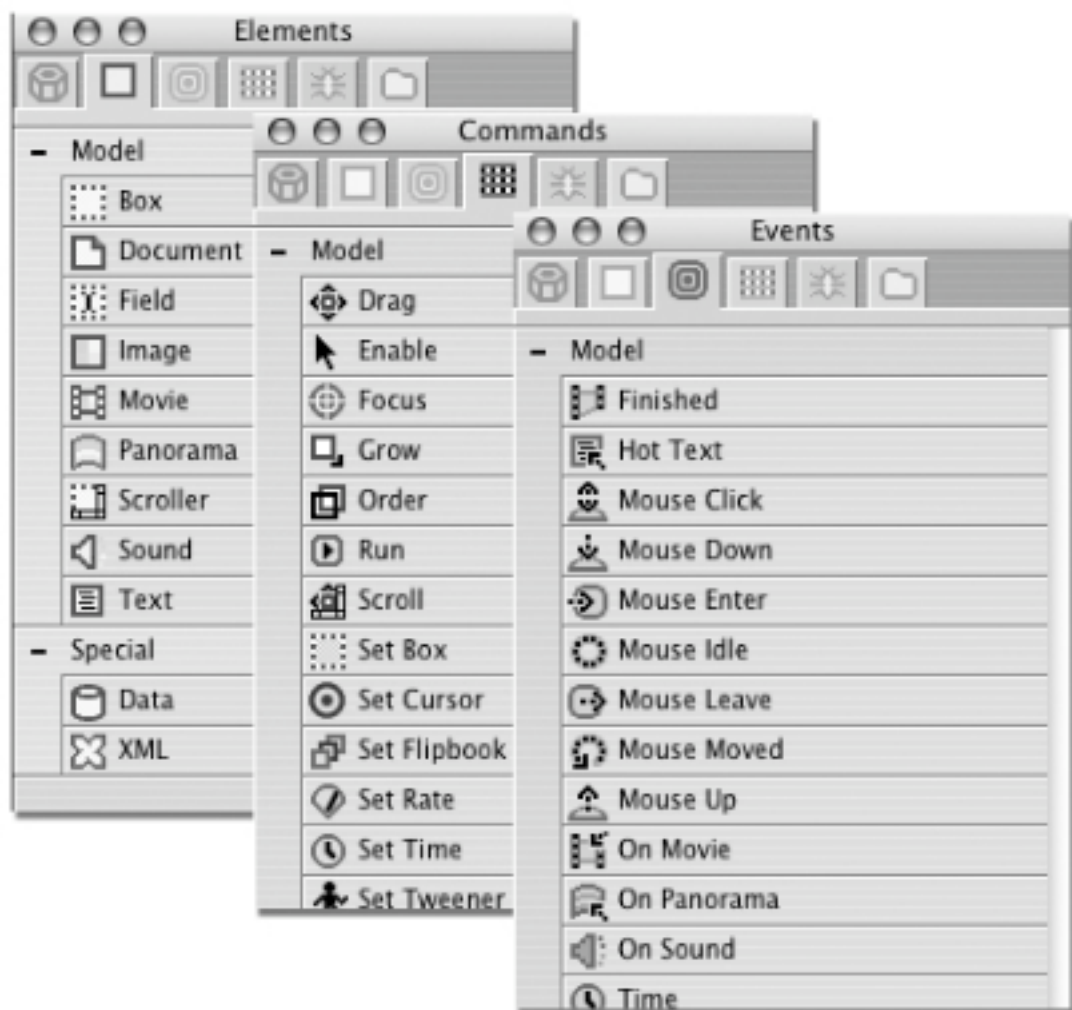 Elements
Model
Box
Document
Field
Image
Movie
Panorama
Scroller
Sound
Text
Special
Data
XML
Commands
Model
Drag
Enable
Focus
Grow
Order
Run
Scroll
Set Box
Set Cursor
Set Flipbook
Set Rate
Set Time
Set Tweener
Events
Model
Finished
Hot Text
Mouse Click
Mouse Down
Mouse Enter
Mouse Idle
Mouse Leave
Mouse Moved
Mouse Up
On Movie
On Panorama
On Sound
Time